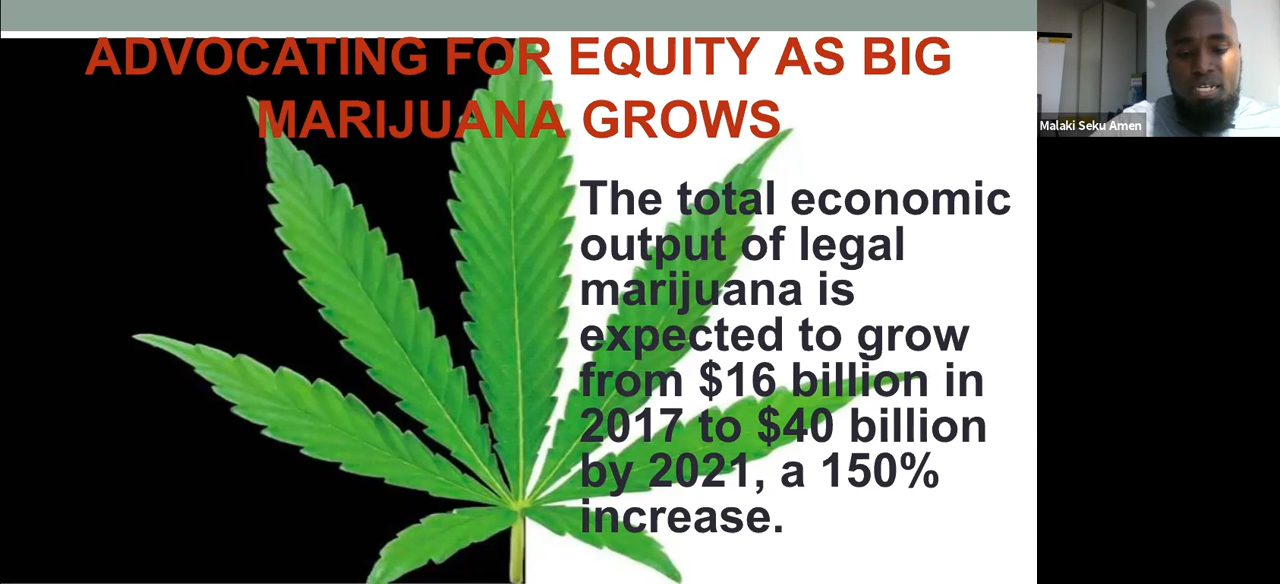 ADVOCATING FOR EQUITY AS BIG
MARIJUANA GROWS
The total economic
output of legal
marijuana is
expected to grow
from $16 billion in
2017 to $40 billion
by 2021, a 150%
increase.
Malaki Seku Amen